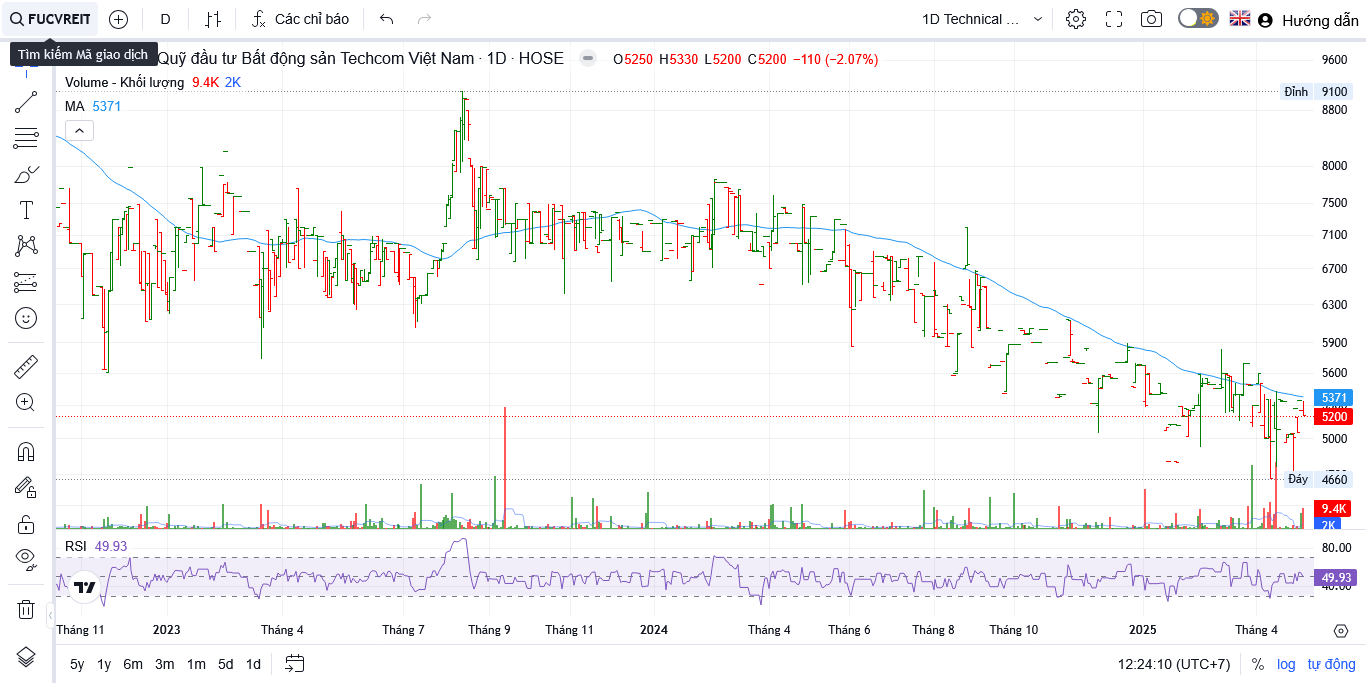 FUCVREIT D Các chỉ báo 1D Technical ... Hướng dẫn
Tìm kiếm Mã giao dịch
Quỹ đầu tư Bất động sản Techcom Việt Nam · 1D · HOSE O5250 H5330 L5200 C5200 −110 (−2.07%)
Volume - Khối lượng 9.4K 2K
MA 5371
9600
Đỉnh 9100
8800
8000
7500
7100
6700
6300
5900
5600
5371
5200
5000
Đáy 4660
9.4K
2K
RSI 49.93
80.00
49.93
40.00
Tháng 11 2023 Tháng 4 Tháng 7 Tháng 9 Tháng 11 2024 Tháng 4 Tháng 6 Tháng 8 Tháng 10 2025 Tháng 4
5y 1y 6m 3m 1m 5d 1d 12:24:10 (UTC+7) % log tự động